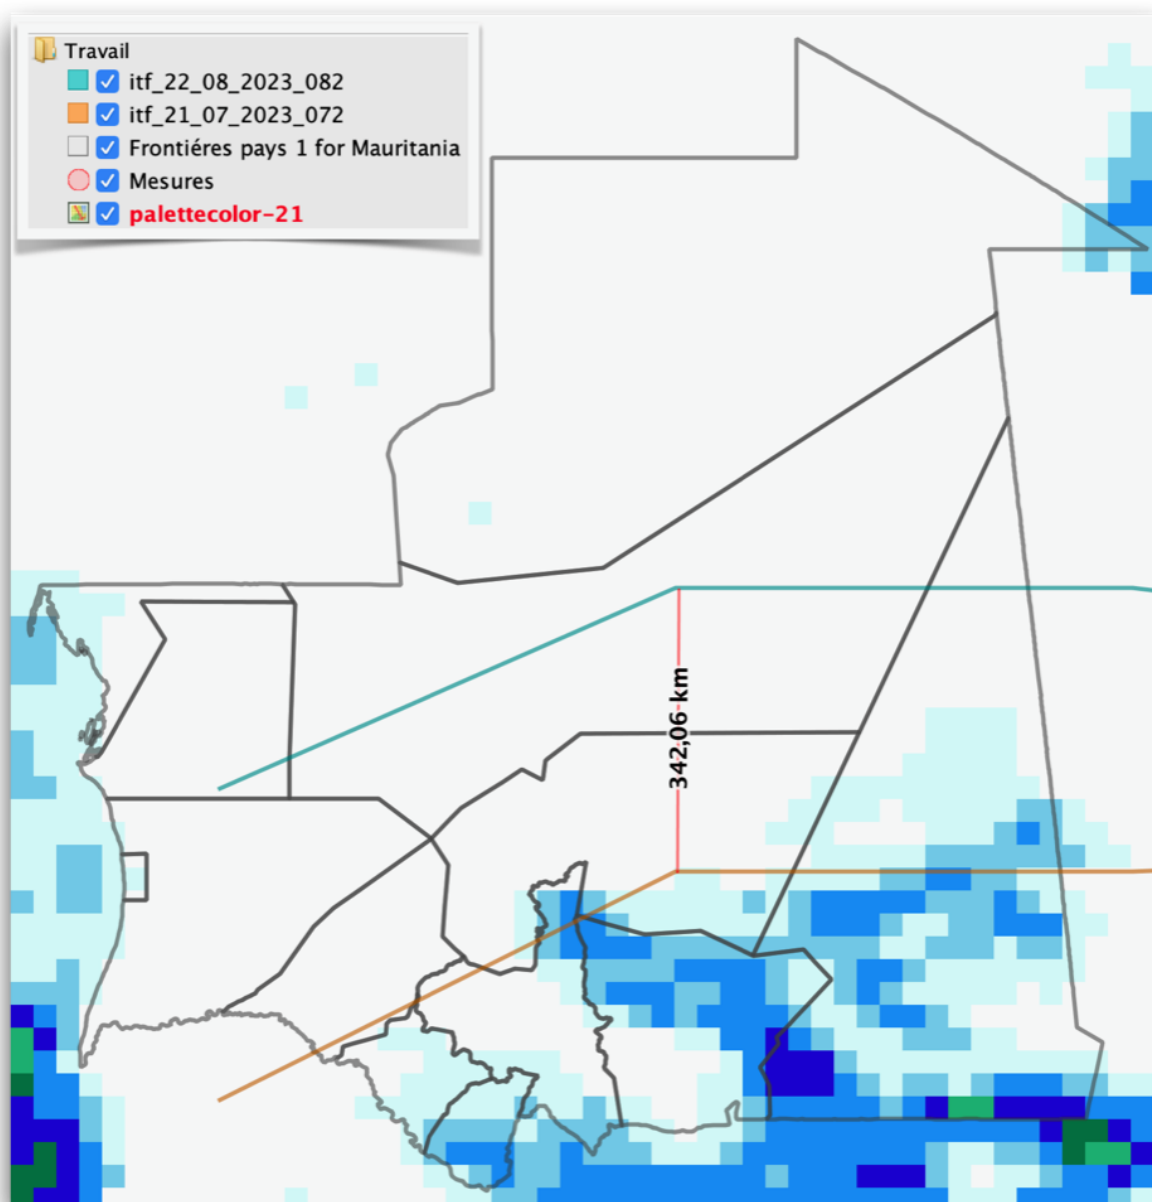 Travail
itf_22_08_2023_082
itf_21_07_2023_072
Frontiéres pays 1 for Mauritania
Mesures
palettecolor-21
342,06 km